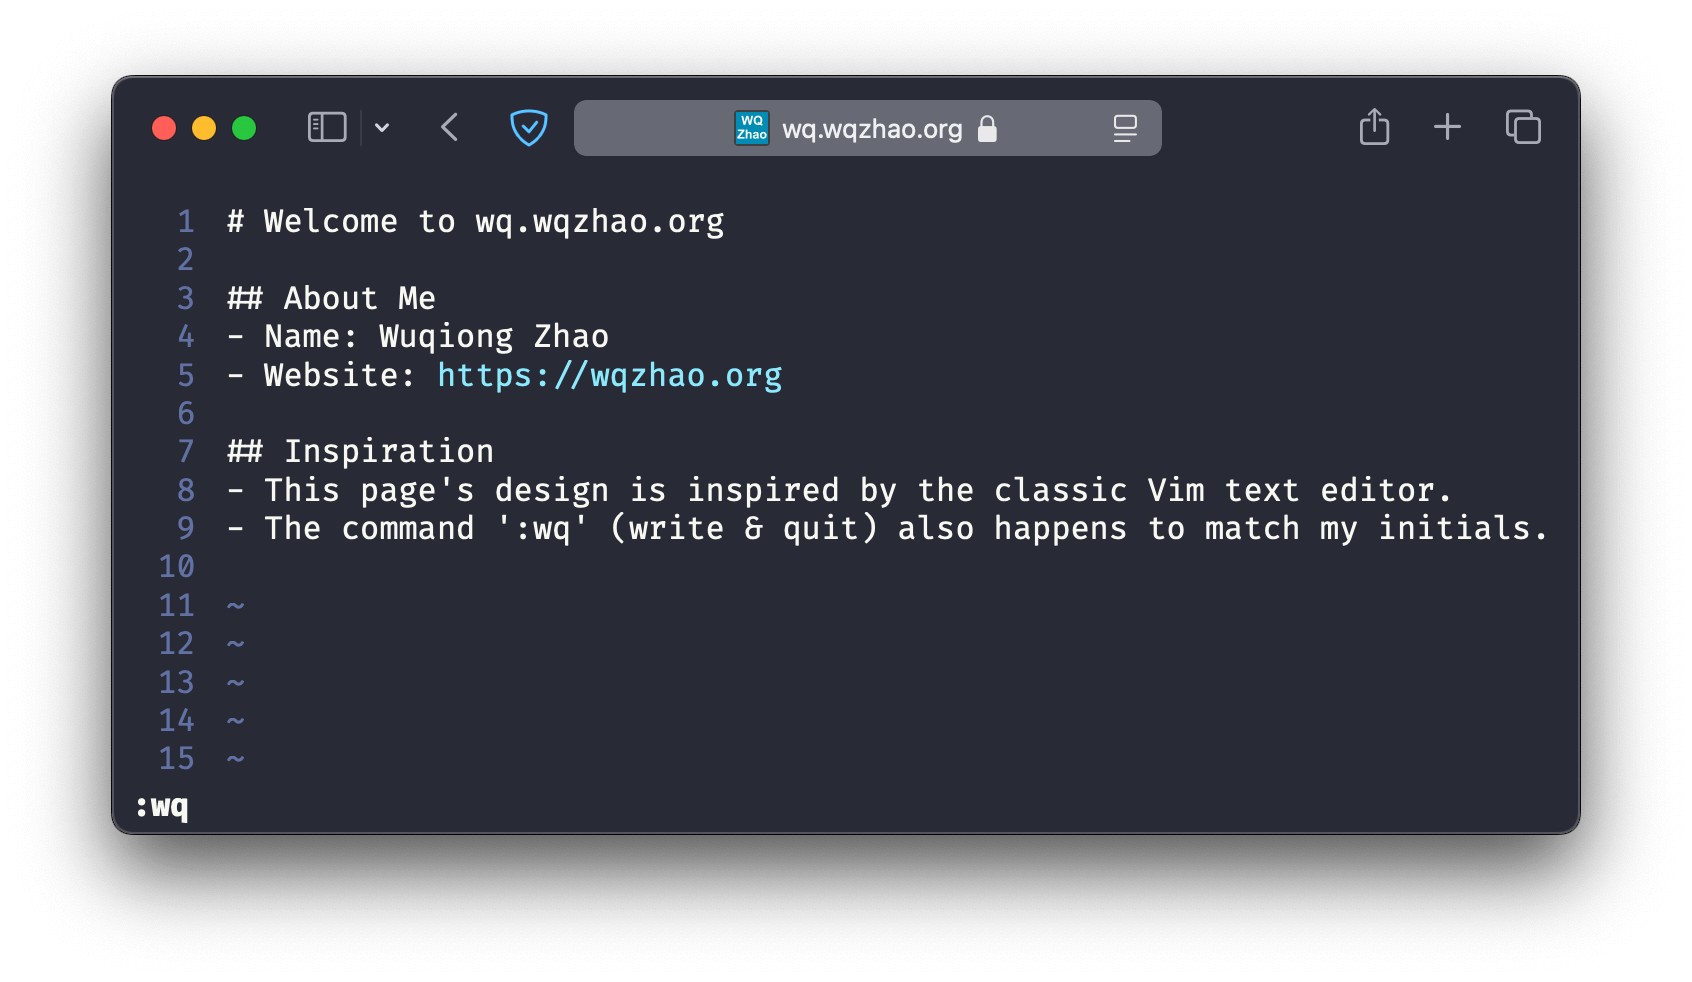 WQ
Zhao
wq.wqzhao.org
1 # Welcome to wq.wqzhao.org
2
3 ## About Me
4 - Name: Wuqiong Zhao
5 - Website: https://wqzhao.org
6
7 ## Inspiration
8 - This page's design is inspired by the classic Vim text editor.
9 - The command ':wq' (write & quit) also happens to match my initials.
10
11 ~
12 ~
13 ~
14 ~
15 ~
:wq